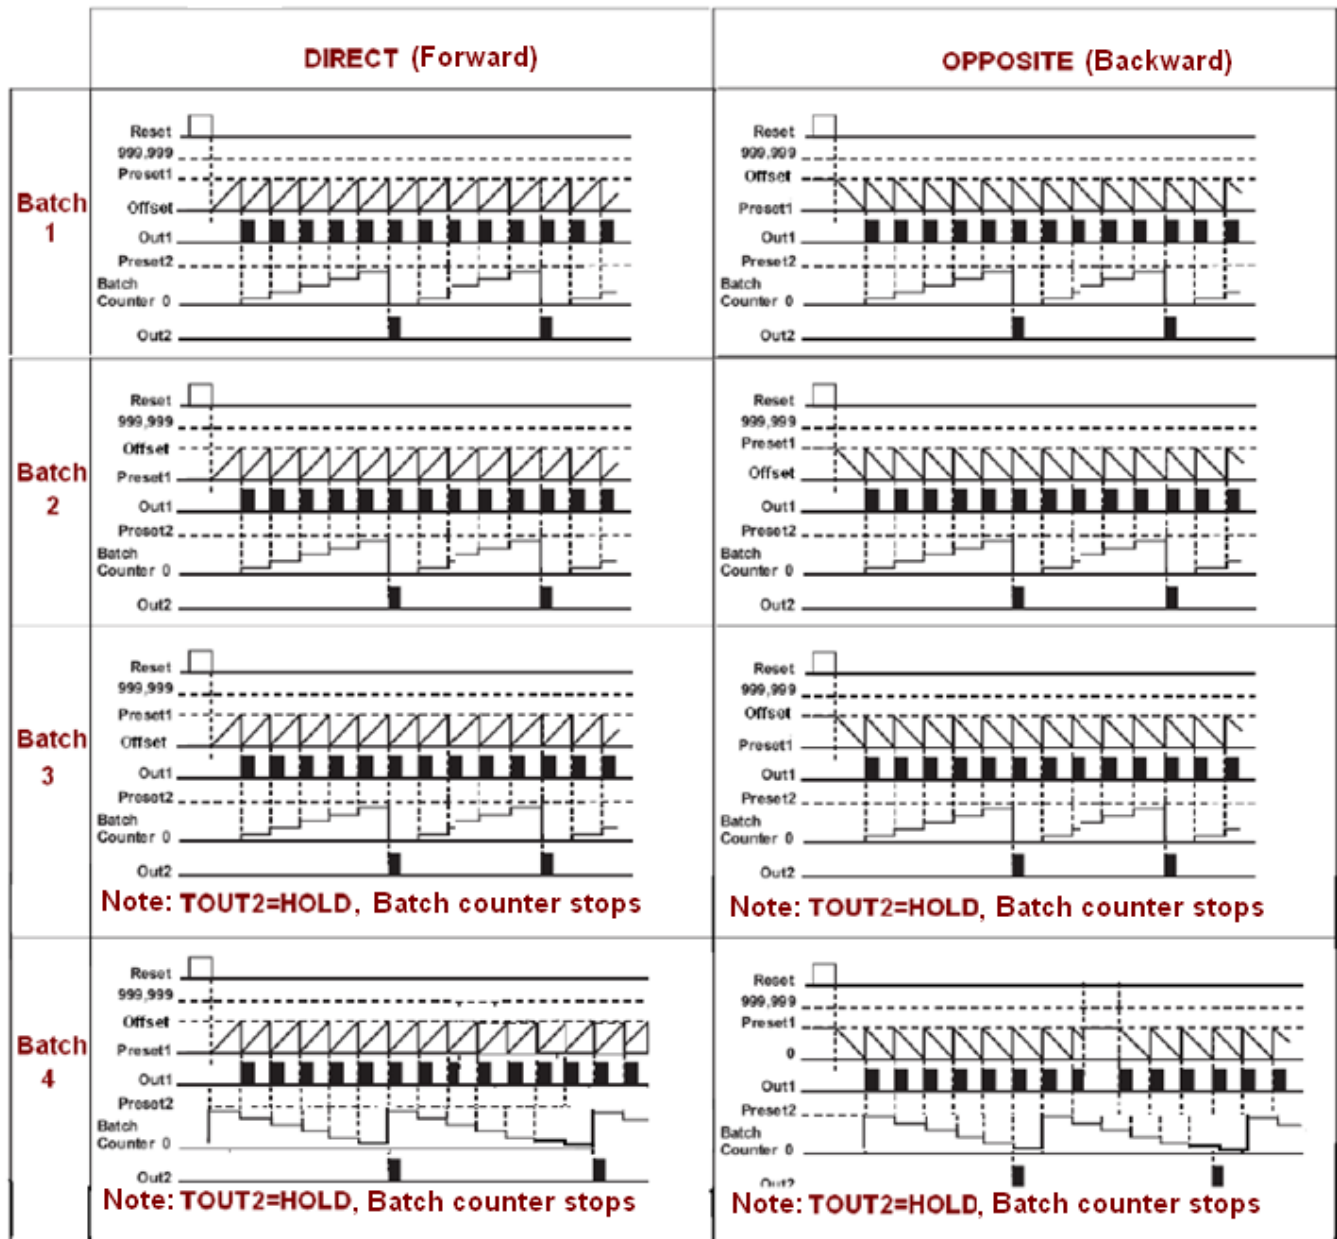 DIRECT (Forward)
OPPOSITE (Backward)
Batch
1
Reset
999,999
Preset1
Offset
Out1
Preset2
Batch
Counter 0
Out2
Reset
999,999
Offset
Preset1
Out1
Preset2
Batch
Counter 0
Out2
Batch
2
Reset
999,999
Offset
Preset1
Out1
Preset2
Batch
Counter 0
Out2
Reset
999,999
Preset1
Offset
Out1
Preset2
Batch
Counter 0
Out2
Batch
3
Reset
999,999
Preset1
Offset
Out1
Preset2
Batch
Counter 0
Out2
Note: TOUT2=HOLD, Batch counter stops
Reset
999,999
Offset
Preset1
Out1
Preset2
Batch
Counter 0
Out2
Note: TOUT2=HOLD, Batch counter stops
Batch
4
Reset
999,999
Offset
Preset1
Out1
Preset2
Batch
Counter 0
Out2
Note: TOUT2=HOLD, Batch counter stops
Reset
999,999
Preset1
0
Out1
Preset2
Batch
Counter 0
Out2
Note: TOUT2=HOLD, Batch counter stops